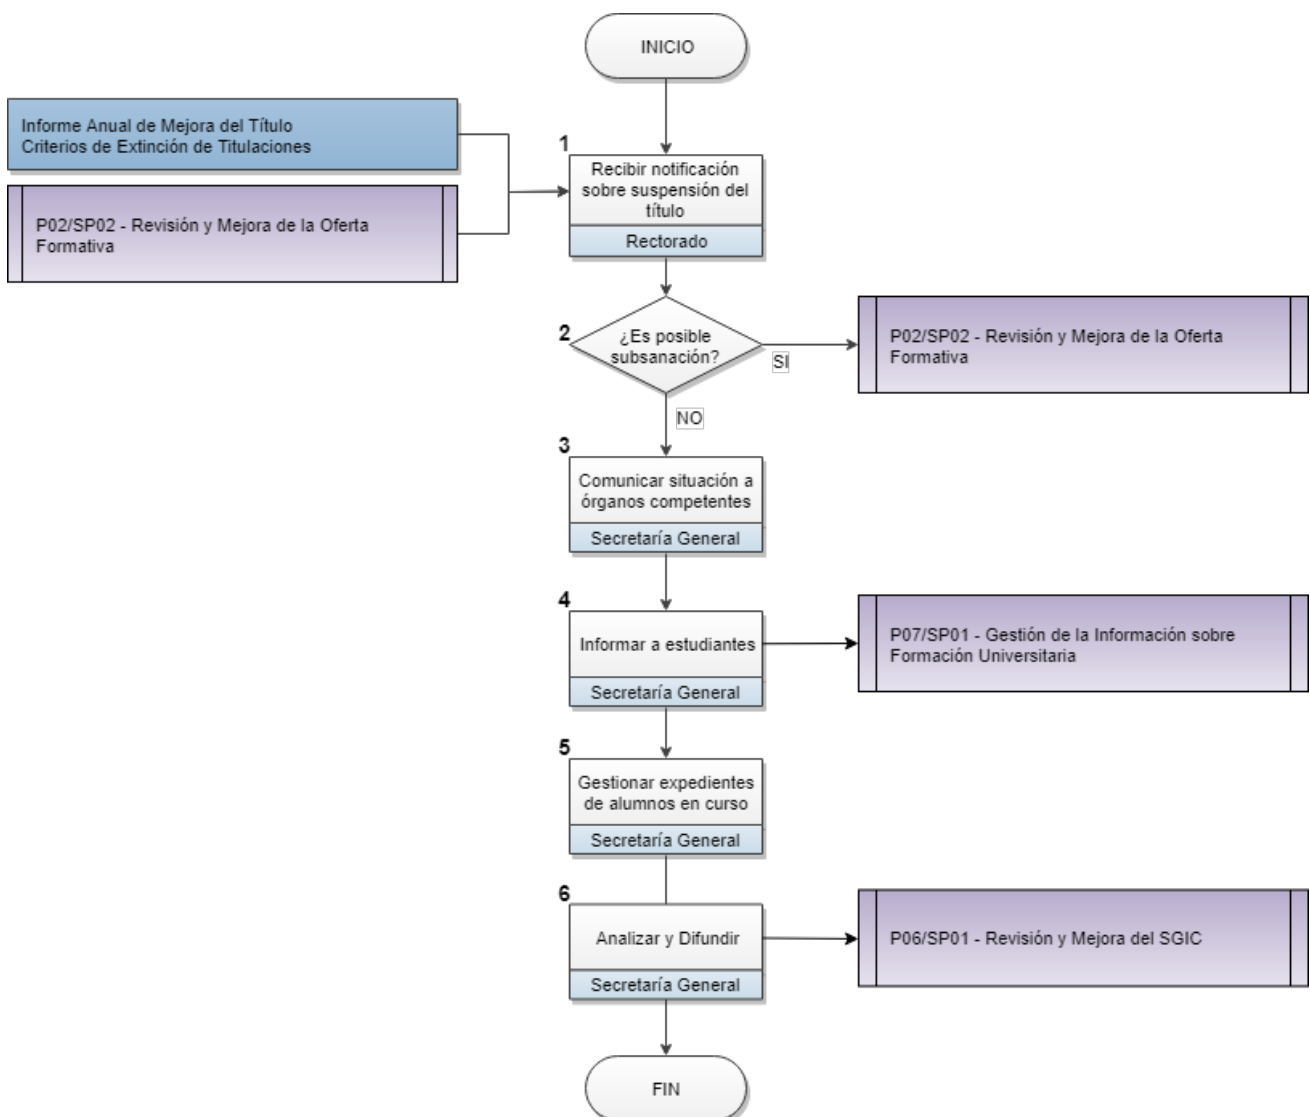 INICIO
Informe Anual de Mejora del Título
Criterios de Extinción de Titulaciones
P02/SP02 - Revisión y Mejora de la Oferta
Formativa
1
Recibir notificación
sobre suspensión del
título
Rectorado
2
¿Es posible
subsanación?
SI
P02/SP02 - Revisión y Mejora de la Oferta
Formativa
NO
3
Comunicar situación a
órganos competentes
Secretaría General
4
Informar a estudiantes
Secretaría General
P07/SP01 - Gestión de la Información sobre
Formación Universitaria
5
Gestionar expedientes
de alumnos en curso
Secretaría General
6
Analizar y Difundir
Secretaría General
P06/SP01 - Revisión y Mejora del SGIC
FIN